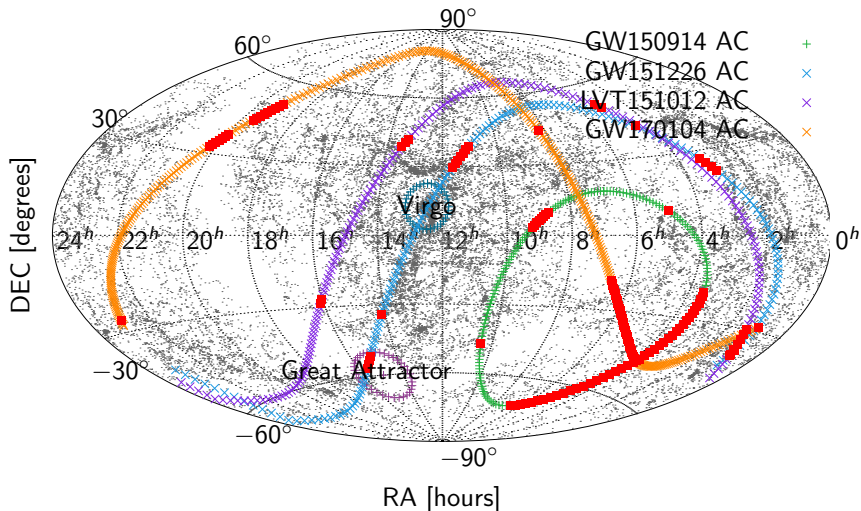 90°
60°
30°
−30°
−60°
−90°
GW150914 AC
GW151226 AC
LVT151012 AC
GW170104 AC
Virgo
24h 22h 20h 18h 16h 14h 12h 10h 8h 6h 4h 2h 0h
Great Attractor
DEC [degrees]
RA [hours]